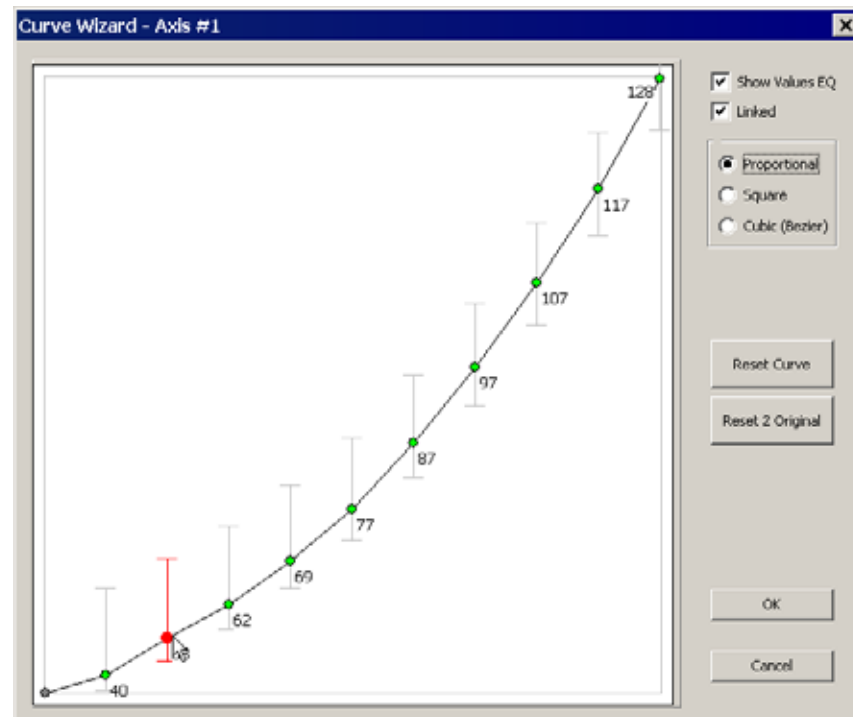 Curve Wizard - Axis #1
128
Show Values EQ
Linked
Proportional
Square
Cubic (Bezier)
117
107
97
87
77
69
62
40
Reset Curve
Reset 2 Original
OK
Cancel